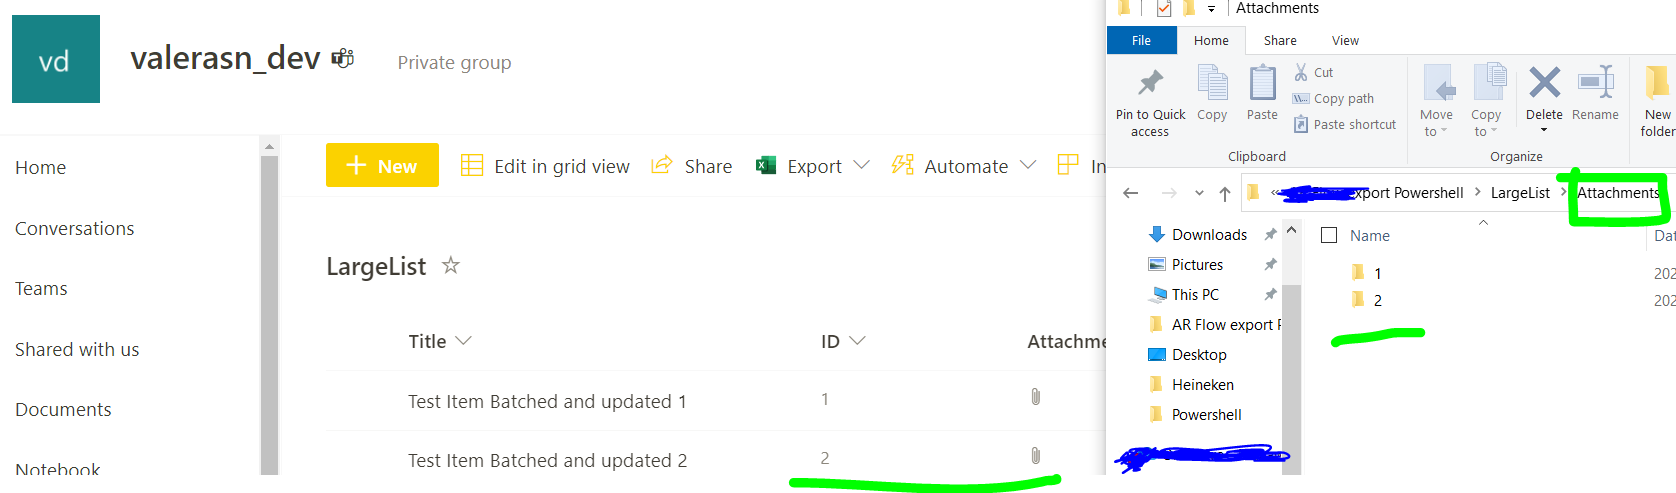 vd
valerasn_dev
Private group
Home
Conversations
Teams
Shared with us
Documents
Notebook
New
Edit in grid view
Share
Export
Automate
In
LargeList
Title
ID
Attachme
Test Item Batched and updated 1
1
Test Item Batched and updated 2
2
Attachments
File
Home
Share
View
Pin to Quick
access
Copy
Paste
Cut
Copy path
Paste shortcut
Clipboard
Move
to
Copy
to
Delete
Rename
Organize
New
folder
« xport Powershell > LargeList > Attachments
Downloads
Pictures
This PC
AR Flow export F
Desktop
Heineken
Powershell
Name
Dat
1
202
2
202